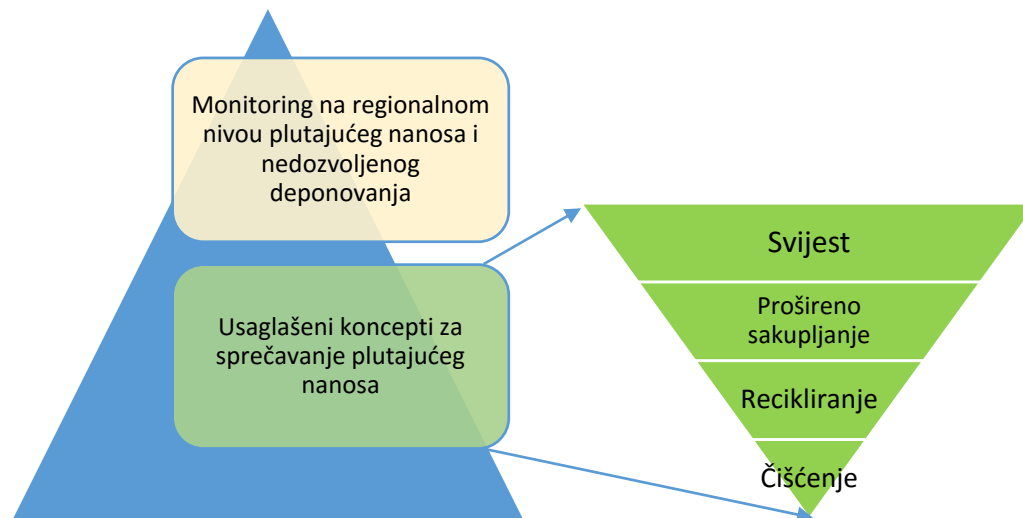 Monitoring na regionalnom
nivou plutajućeg nanosa i
nedozvoljenog
deponovanja
Usaglašeni koncepti za
sprečavanje plutajućeg
nanosa
Svijest
Prošireno
sakupljanje
Recikliranje
Čišćenje